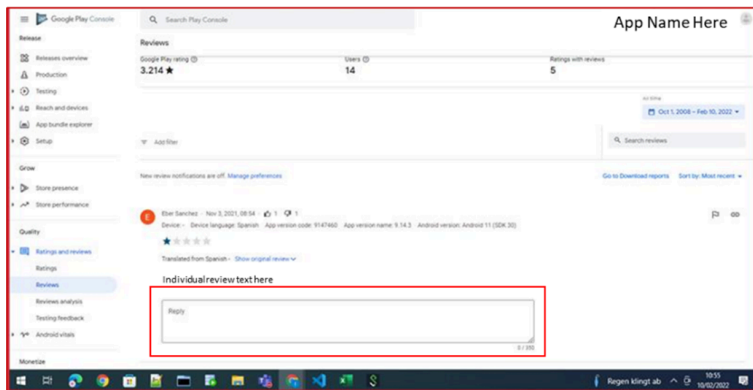 Google Play Console
Search Play Console
App Name Here
Release
Releases overview
Production
Testing
Reach and devices
App bundle explorer
Setup
Grow
Store presence
Store performance
Quality
Ratings and reviews
Ratings
Reviews
Reviews analysis
Testing feedback
Android vitals
Monetize
Reviews
Google Play rating
3.214 ★
Users
14
Ratings with reviews
5
Oct 1, 2008 – Feb 10, 2022
Add filter
Search reviews
New review notifications are off. Manage preferences
Go to Download reports
Sort by: Most recent
E
Eber Sanchez - Nov 3, 2021, 08:54 - 1 1
Device - Device language: Spanish App version code: 9147460 App version name: 5.14.3 Android version: Android 11 (SDK 30)
Translated from Spanish - Show original review
Individual review text here
Reply
0 / 350
Regen klingt ab
10:55
10/02/2022